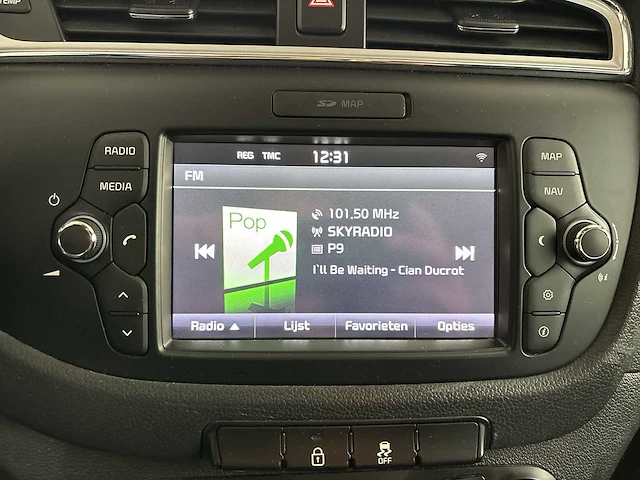 TEMP
SD MAP
RADIO
MEDIA
MAP
NAV
REG TMC 12:31
FM
Pop
101,50 MHz
SKYRADIO
P9
I'll Be Waiting - Cian Ducrot
Radio Lijst Favorieten Opties
OFF